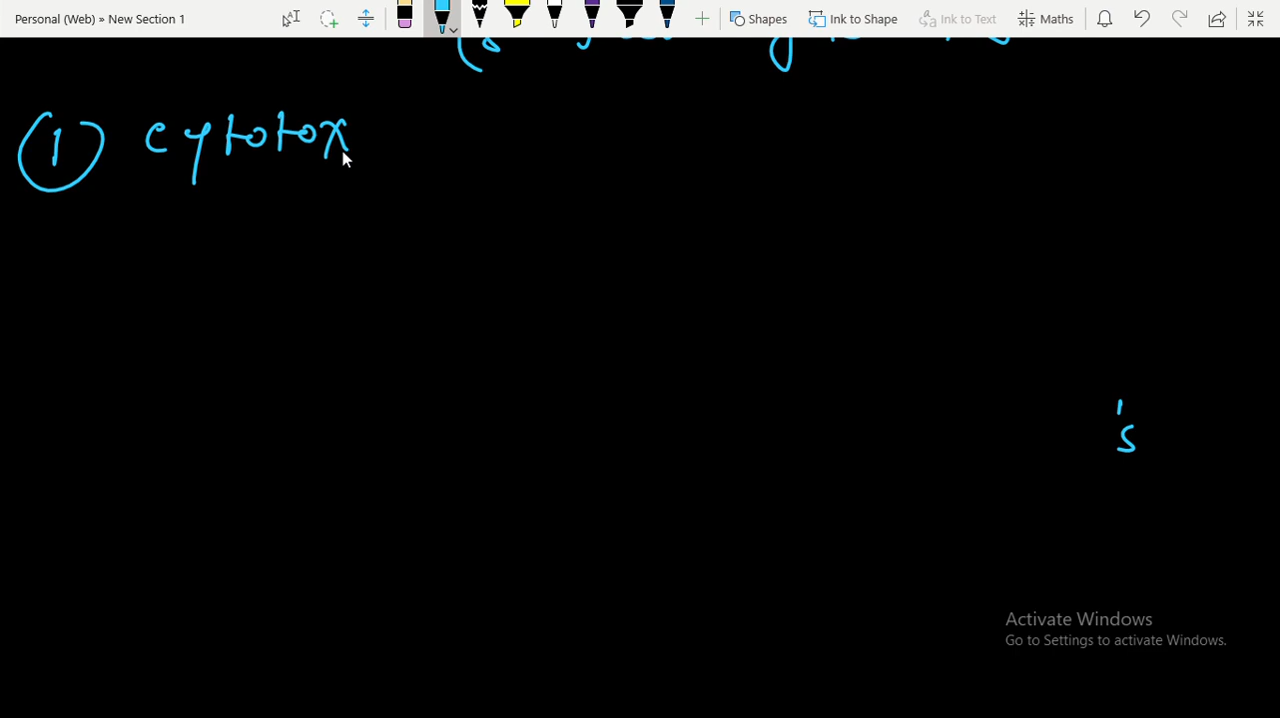 Personal (Web) » New Section 1
Shapes
Ink to Shape
Ink to Text
Maths
① cytotox
's
Activate Windows
Go to Settings to activate Windows.